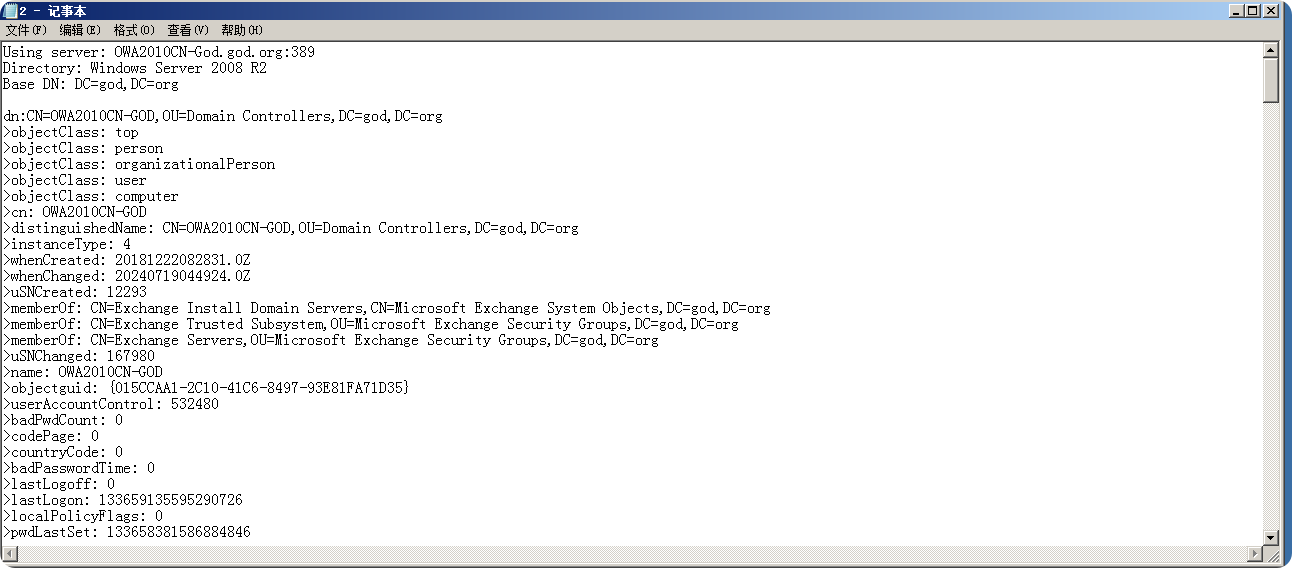 2 - 记事本
文件(F) 编辑(E) 格式(O) 查看(V) 帮助(H)
Using server: OWA2010CN-God.god.org:389
Directory: Windows Server 2008 R2
Base DN: DC=god,DC=org
dn:CN=OWA2010CN-GOD,OU=Domain Controllers,DC=god,DC=org
>objectClass: top
>objectClass: person
>objectClass: organizationalPerson
>objectClass: user
>objectClass: computer
>cn: OWA2010CN-GOD
>distinguishedName: CN=OWA2010CN-GOD,OU=Domain Controllers,DC=god,DC=org
>instanceType: 4
>whenCreated: 20181222082831.0Z
>whenChanged: 20240719044924.0Z
>uSNCreated: 12293
>memberOf: CN=Exchange Install Domain Servers,CN=Microsoft Exchange System Objects,DC=god,DC=org
>memberOf: CN=Exchange Trusted Subsystem,OU=Microsoft Exchange Security Groups,DC=god,DC=org
>memberOf: CN=Exchange Servers,OU=Microsoft Exchange Security Groups,DC=god,DC=org
>uSNChanged: 167980
>name: OWA2010CN-GOD
>objectguid: {015CCAA1-2C10-41C6-8497-93E81FA71D35}
>userAccountControl: 532480
>badPwdCount: 0
>codePage: 0
>countryCode: 0
>badPasswordTime: 0
>lastLogoff: 0
>lastLogon: 133659135595290726
>localPolicyFlags: 0
>pwdLastSet: 133658381586884846